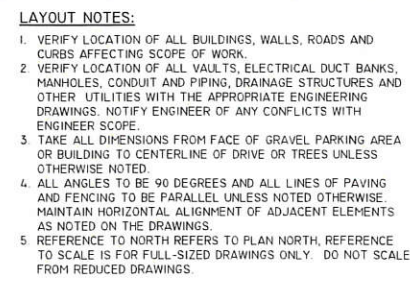 LAYOUT NOTES:
1. VERIFY LOCATION OF ALL BUILDINGS, WALLS, ROADS AND
CURBS AFFECTING SCOPE OF WORK.
2. VERIFY LOCATION OF ALL VAULTS, ELECTRICAL DUCT BANKS,
MANHOLES, CONDUIT AND PIPING, DRAINAGE STRUCTURES AND
OTHER UTILITIES WITH THE APPROPRIATE ENGINEERING
DRAWINGS. NOTIFY ENGINEER OF ANY CONFLICTS WITH
ENGINEER SCOPE.
3. TAKE ALL DIMENSIONS FROM FACE OF GRAVEL PARKING AREA
OR BUILDING TO CENTERLINE OF DRIVE OR TREES UNLESS
OTHERWISE NOTED.
4. ALL ANGLES TO BE 90 DEGREES AND ALL LINES OF PAVING
AND FENCING TO BE PARALLEL UNLESS NOTED OTHERWISE.
MAINTAIN HORIZONTAL ALIGNMENT OF ADJACENT ELEMENTS
AS NOTED ON THE DRAWINGS.
5. REFERENCE TO NORTH REFERS TO PLAN NORTH, REFERENCE
TO SCALE IS FOR FULL-SIZED DRAWINGS ONLY. DO NOT SCALE
FROM REDUCED DRAWINGS.